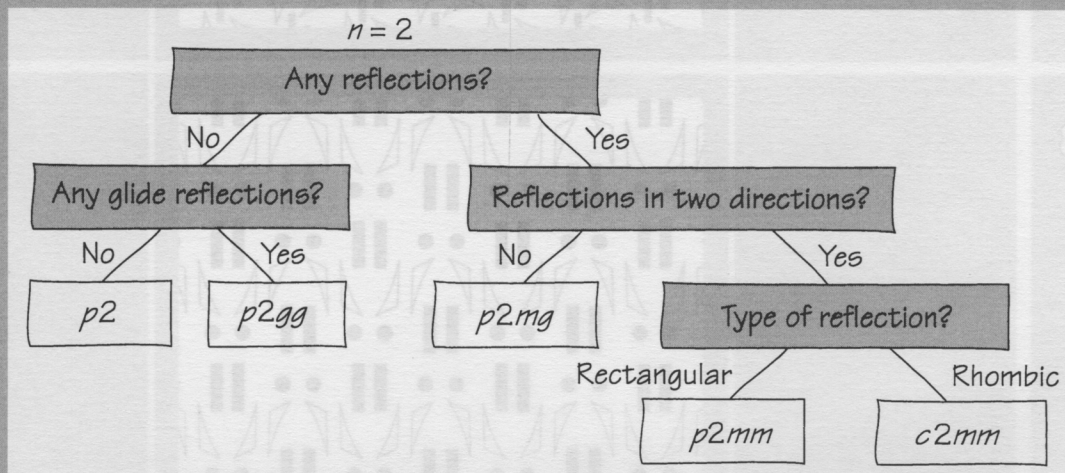 n = 2
Any reflections?
No
Yes
Any glide reflections?
Reflections in two directions?
No
Yes
No
Yes
p2
p2gg
p2mg
Type of reflection?
Rectangular
Rhombic
p2mm
c2mm